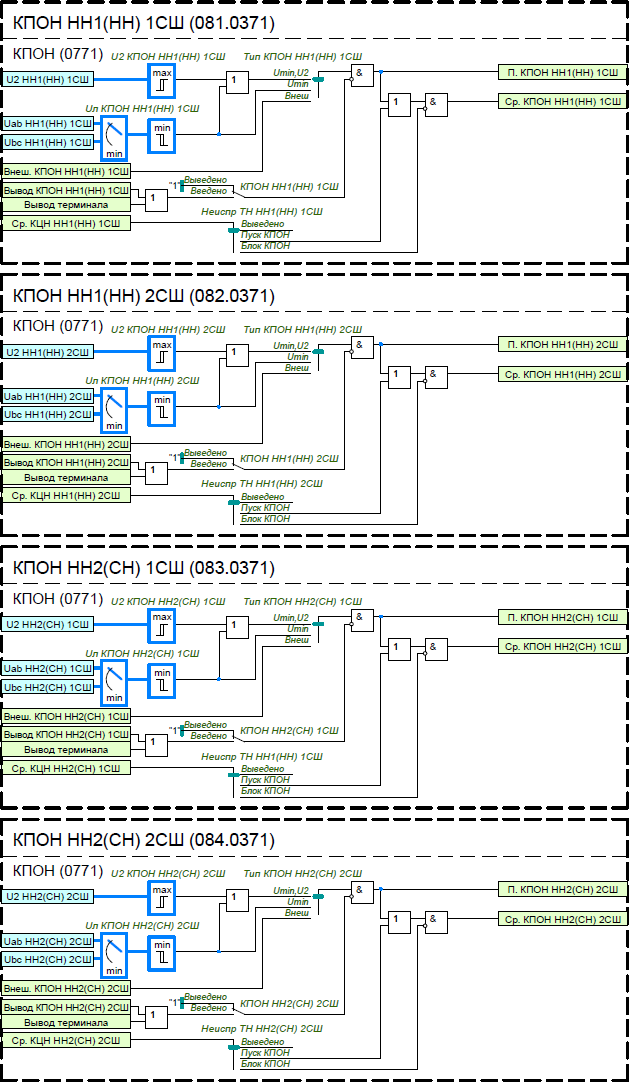 КПОН НН1(НН) 1СШ (081.0371)
КПОН (0771)
U2 КПОН НН1(НН) 1СШ
Тип КПОН НН1(НН) 1СШ
U2 НН1(НН) 1СШ
max
1
Umin,U2
Umin
Внеш
&
П. КПОН НН1(НН) 1СШ
Uл КПОН НН1(НН) 1СШ
1
&
Ср. КПОН НН1(НН) 1СШ
Uab НН1(НН) 1СШ
Ubc НН1(НН) 1СШ
min
min
Внеш. КПОН НН1(НН) 1СШ
Вывод КПОН НН1(НН) 1СШ
Вывод терминала
1
"1"
Выведено
Введено
КПОН НН1(НН) 1СШ
Ср. КЦН НН1(НН) 1СШ
Неиспр ТН НН1(НН) 1СШ
Выведено
Пуск КПОН
Блок КПОН
КПОН НН1(НН) 2СШ (082.0371)
КПОН (0771)
U2 КПОН НН1(НН) 2СШ
Тип КПОН НН1(НН) 2СШ
U2 НН1(НН) 2СШ
max
1
Umin,U2
Umin
Внеш
&
П. КПОН НН1(НН) 2СШ
Uл КПОН НН1(НН) 2СШ
1
&
Ср. КПОН НН1(НН) 2СШ
Uab НН1(НН) 2СШ
Ubc НН1(НН) 2СШ
min
min
Внеш. КПОН НН1(НН) 2СШ
Вывод КПОН НН1(НН) 2СШ
Вывод терминала
1
"1"
Выведено
Введено
КПОН НН1(НН) 2СШ
Ср. КЦН НН1(НН) 2СШ
Неиспр ТН НН1(НН) 2СШ
Выведено
Пуск КПОН
Блок КПОН
КПОН НН2(СН) 1СШ (083.0371)
КПОН (0771)
U2 КПОН НН2(СН) 1СШ
Тип КПОН НН2(СН) 1СШ
U2 НН2(СН) 1СШ
max
1
Umin,U2
Umin
Внеш
&
П. КПОН НН2(СН) 1СШ
Uл КПОН НН2(СН) 1СШ
1
&
Ср. КПОН НН2(СН) 1СШ
Uab НН2(СН) 1СШ
Ubc НН2(СН) 1СШ
min
min
Внеш. КПОН НН2(СН) 1СШ
Вывод КПОН НН2(СН) 1СШ
Вывод терминала
1
"1"
Выведено
Введено
КПОН НН2(СН) 1СШ
Ср. КЦН НН2(СН) 1СШ
Неиспр ТН НН1(НН) 1СШ
Выведено
Пуск КПОН
Блок КПОН
КПОН НН2(СН) 2СШ (084.0371)
КПОН (0771)
U2 КПОН НН2(СН) 2СШ
Тип КПОН НН2(СН) 2СШ
U2 НН2(СН) 2СШ
max
1
Umin,U2
Umin
Внеш
&
П. КПОН НН2(СН) 2СШ
Uл КПОН НН2(СН) 2СШ
1
&
Ср. КПОН НН2(СН) 2СШ
Uab НН2(СН) 2СШ
Ubc НН2(СН) 2СШ
min
min
Внеш. КПОН НН2(СН) 2СШ
Вывод КПОН НН2(СН) 2СШ
Вывод терминала
1
"1"
Выведено
Введено
КПОН НН2(СН) 2СШ
Ср. КЦН НН2(СН) 2СШ
Неиспр ТН НН2(СН) 2СШ
Выведено
Пуск КПОН
Блок КПОН